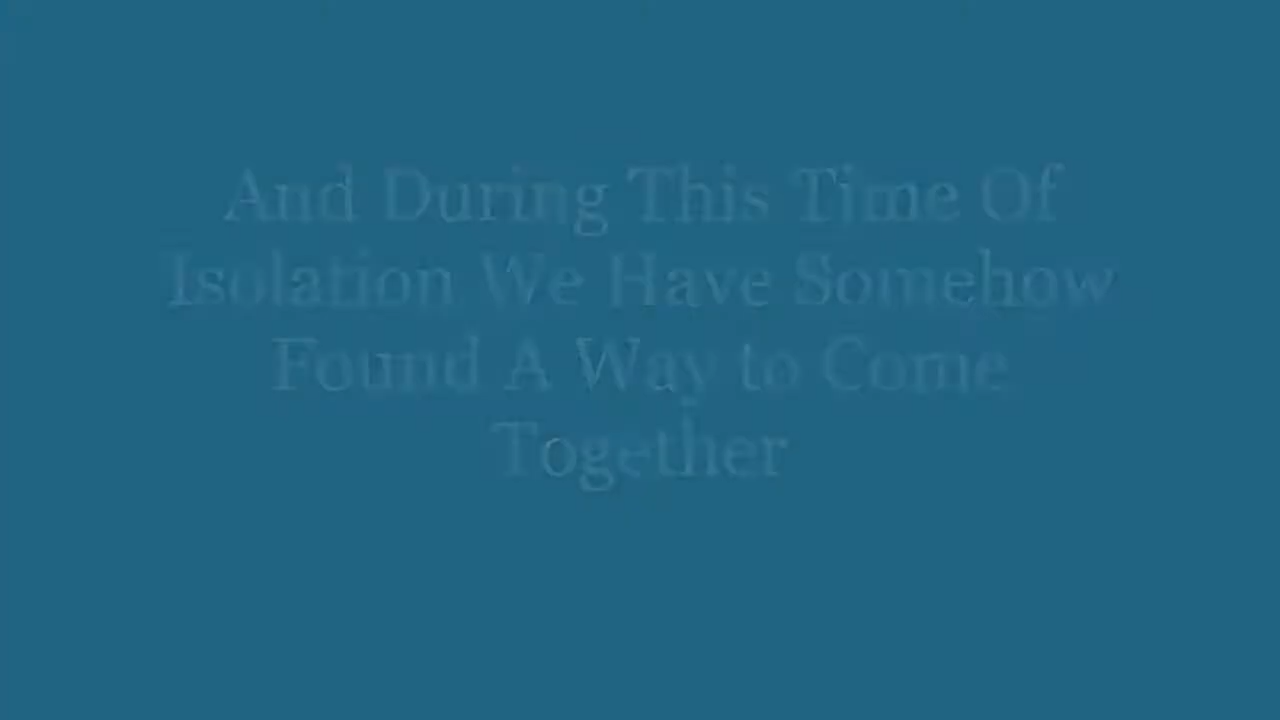 And During This Time Of
Isolation We Have Somehow
Found A Way to Come
Together